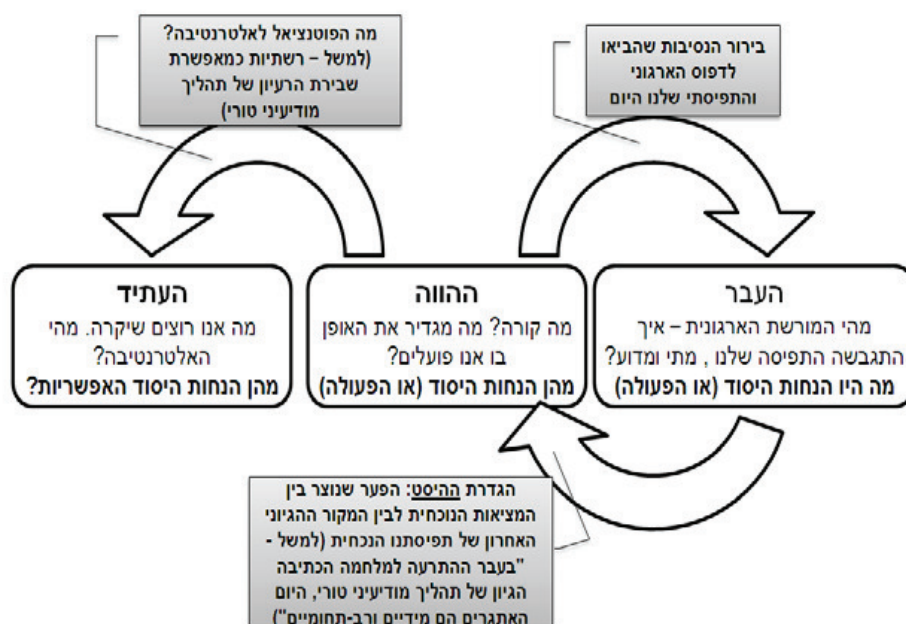 בירור הנסיבות שהביאו
לדפוס הארגוני
והתפיסתי שלנו היום
מה הפוטנציאל לאלטרנטיבה?
(למשל – רשתיות כמאפשרת
שבירת הרעיון של תהליך
מודיעיני טורי)
העבר
מהי המורשת הארגונית – איך
התגבשה התפיסה שלנו , מתי ומדוע?
מה היו הנחות היסוד (או הפעולה)
ההווה
מה קורה? מה מגדיר את האופן
בו אנו פועלים?
מהן הנחות היסוד (או הפעולה)
העתיד
מה אנו רוצים שיקרה. מהי
האלטרנטיבה?
מהן הנחות היסוד האפשריות?
הגדרת ההיסט: הפער שנוצר בין
המציאות הנוכחית לבין המקור ההגיוני
האחרון של תפיסתנו הנכחית (למשל -
"בעבר ההתרעה למלחמה הכתיבה
הגיון של תהליך מודיעיני טורי, היום
האתגרים הם מידיים ורב-תחומיים")